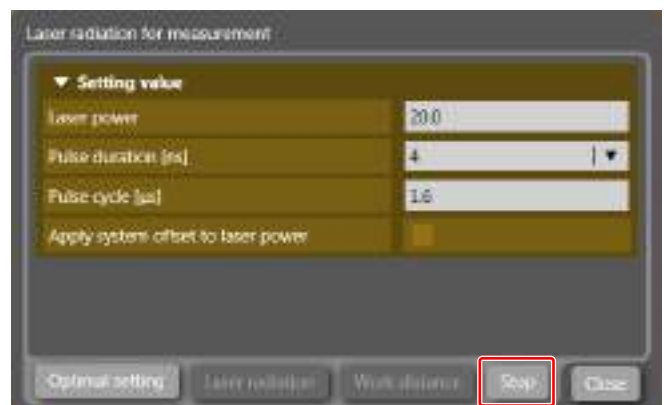 Laser radiation for measurement
▼ Setting value
Laser power 20.0
Pulse duration [ns] 4
Pulse cycle [µs] 1.6
Apply system offset to laser power
Optimal setting Laser radiation Work distance Stop Close